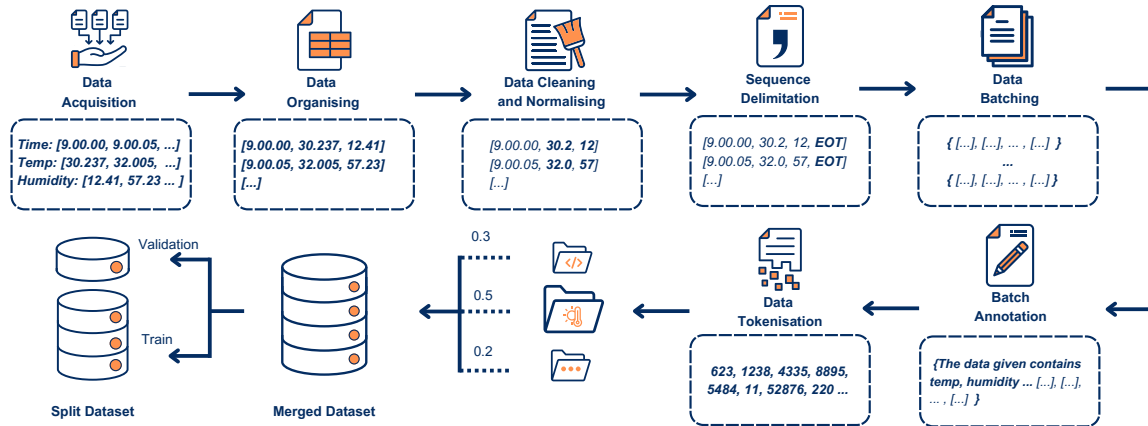 Data
Acquisition
Time: [9.00.00, 9.00.05, ...]
Temp: [30.237, 32.005, ...]
Humidity: [12.41, 57.23 ... ]
Data
Organising
[9.00.00, 30.237, 12.41]
[9.00.05, 32.005, 57.23]
[...]
Data Cleaning
and Normalising
[9.00.00, 30.2, 12]
[9.00.05, 32.0, 57]
[...]
Sequence
Delimitation
[9.00.00, 30.2, 12, EOT]
[9.00.05, 32.0, 57, EOT]
[...]
Data
Batching
{ [...], [...], ... , [...] }
...
{ [...], [...], ... , [...] }
Batch
Annotation
{The data given contains
temp, humidity ... [...], [...],
... , [...] }
Data
Tokenisation
623, 1238, 4335, 8895,
5484, 11, 52876, 220 ...
0.3
</>
0.5
0.2
Merged Dataset
Validation
Train
Split Dataset